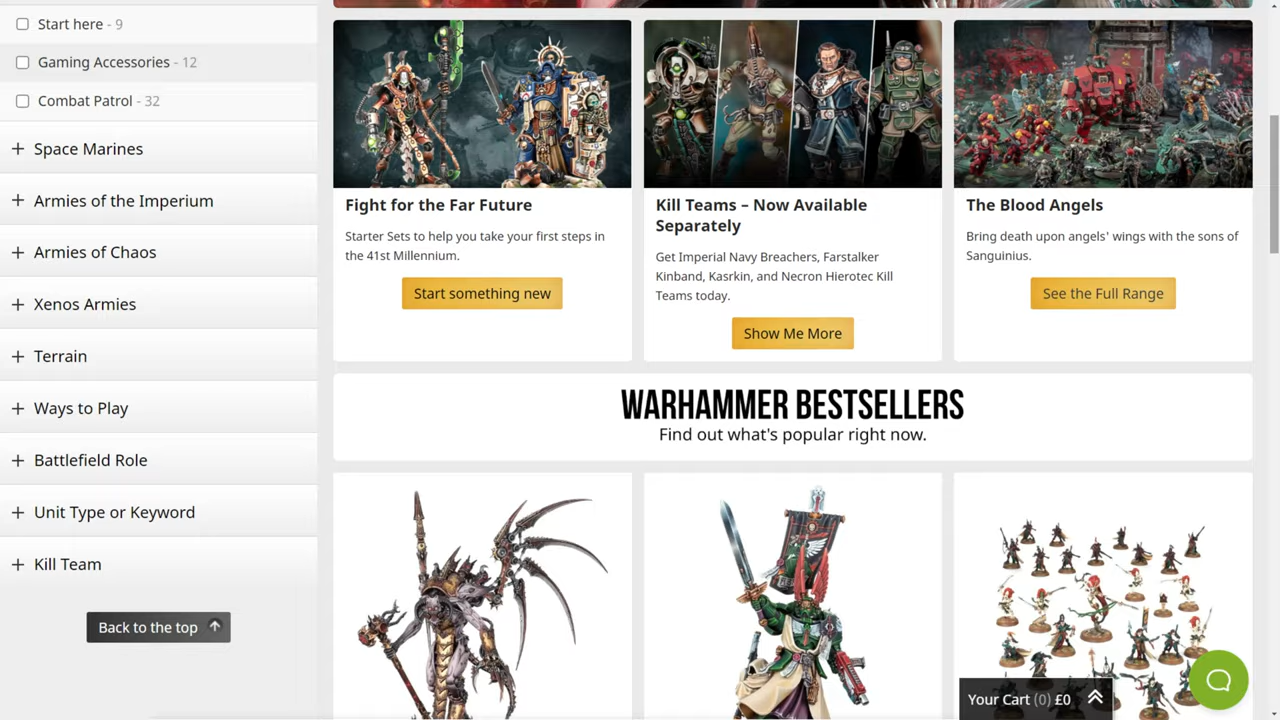 Start here - 9
Gaming Accessories - 12
Combat Patrol - 32
Space Marines
Armies of the Imperium
Armies of Chaos
Xenos Armies
Terrain
Ways to Play
Battlefield Role
Unit Type or Keyword
Kill Team
Back to the top
Fight for the Far Future
Starter Sets to help you take your first steps in
the 41st Millennium.
Start something new
Kill Teams – Now Available
Separately
Get Imperial Navy Breachers, Farstalker
Kinband, Kasrkin, and Necron Hierotec Kill
Teams today.
Show Me More
The Blood Angels
Bring death upon angels' wings with the sons of
Sanguinius.
See the Full Range
WARHAMMER BESTSELLERS
Find out what's popular right now.
Your Cart (0) £0